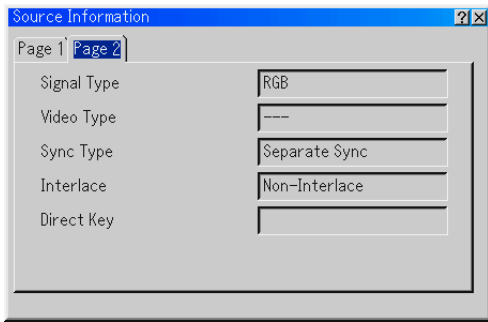 Source Information ? ×
Page 1 Page 2
Signal Type RGB
Video Type ---
Sync Type Separate Sync
Interlace Non-Interlace
Direct Key